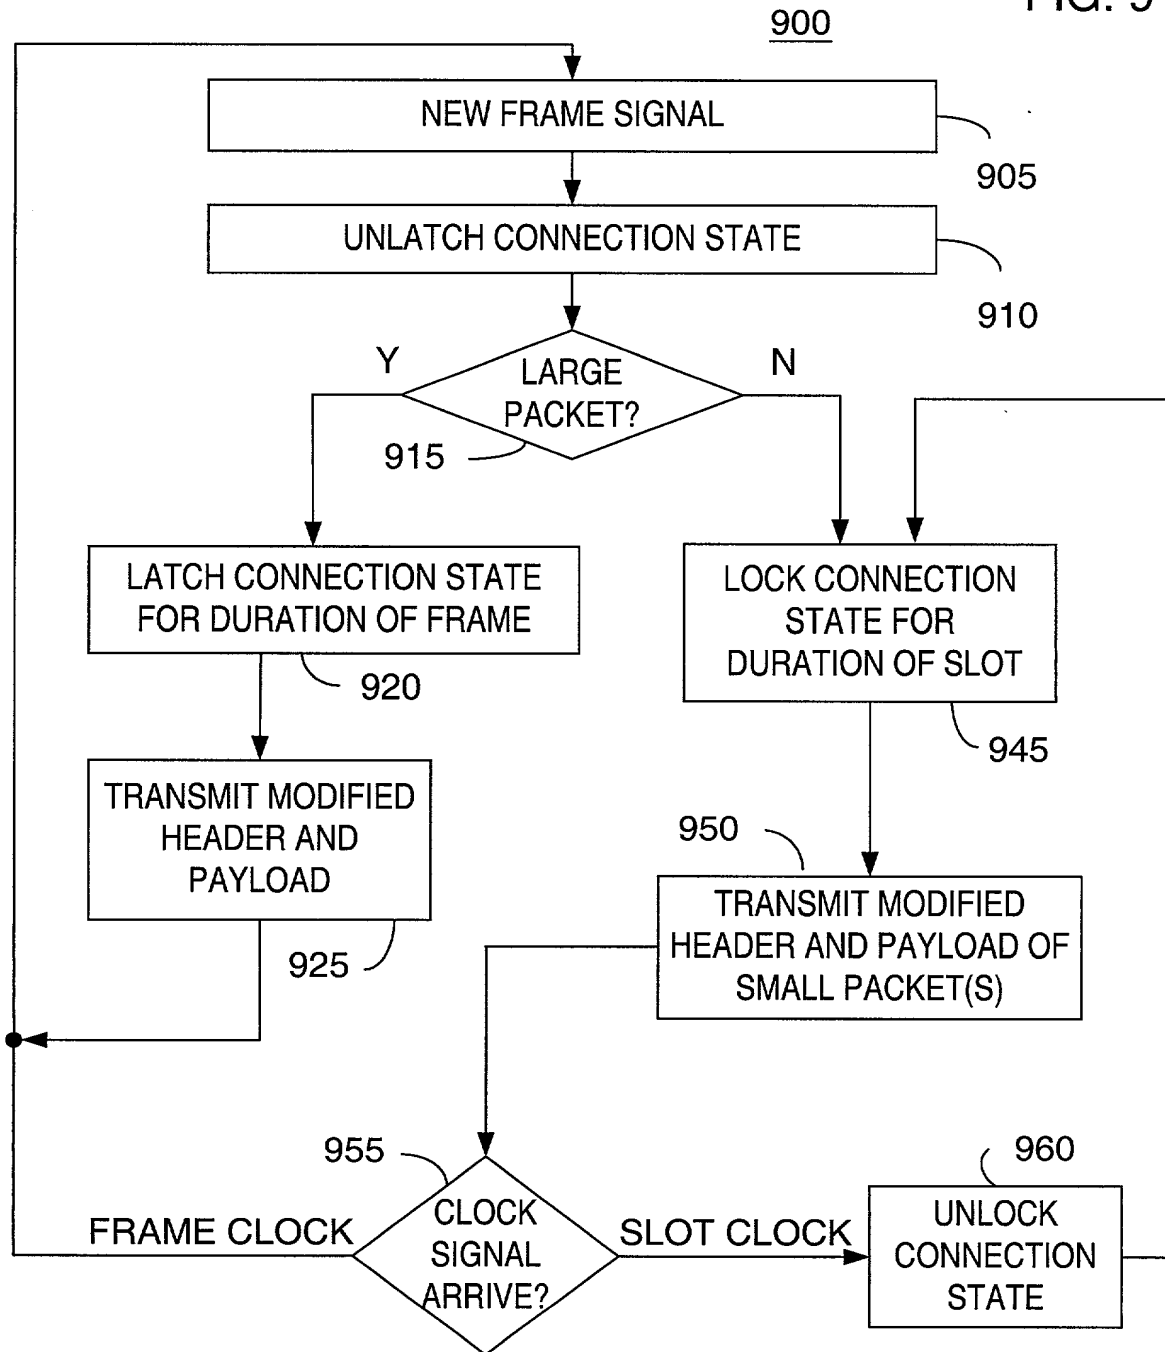 FIG. 9
900
NEW FRAME SIGNAL
905
UNLATCH CONNECTION STATE
910
Y
N
LARGE
PACKET?
915
LATCH CONNECTION STATE
FOR DURATION OF FRAME
920
LOCK CONNECTION
STATE FOR
DURATION OF SLOT
945
TRANSMIT MODIFIED
HEADER AND
PAYLOAD
925
950
TRANSMIT MODIFIED
HEADER AND PAYLOAD OF
SMALL PACKET(S)
955
CLOCK
SIGNAL
ARRIVE?
FRAME CLOCK
SLOT CLOCK
960
UNLOCK
CONNECTION
STATE